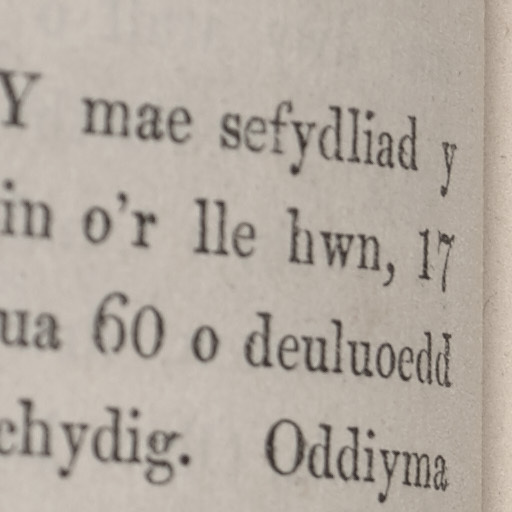 Y mae sefydliad y
in o'r lle hwn, 17
ua 60 o deuluoedd
chydig. Oddiyma